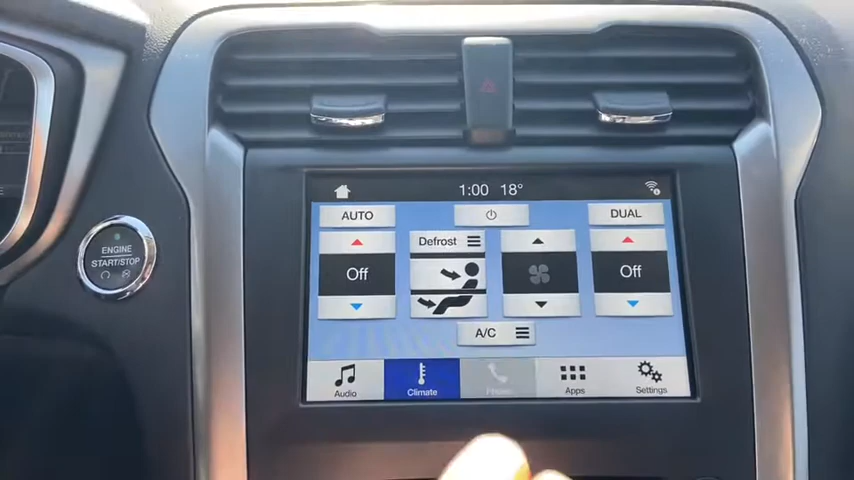 1:00 18°
AUTO
DUAL
Defrost
Off
Off
A/C
ENGINE
START/STOP
Audio
Climate
Phone
Apps
Settings